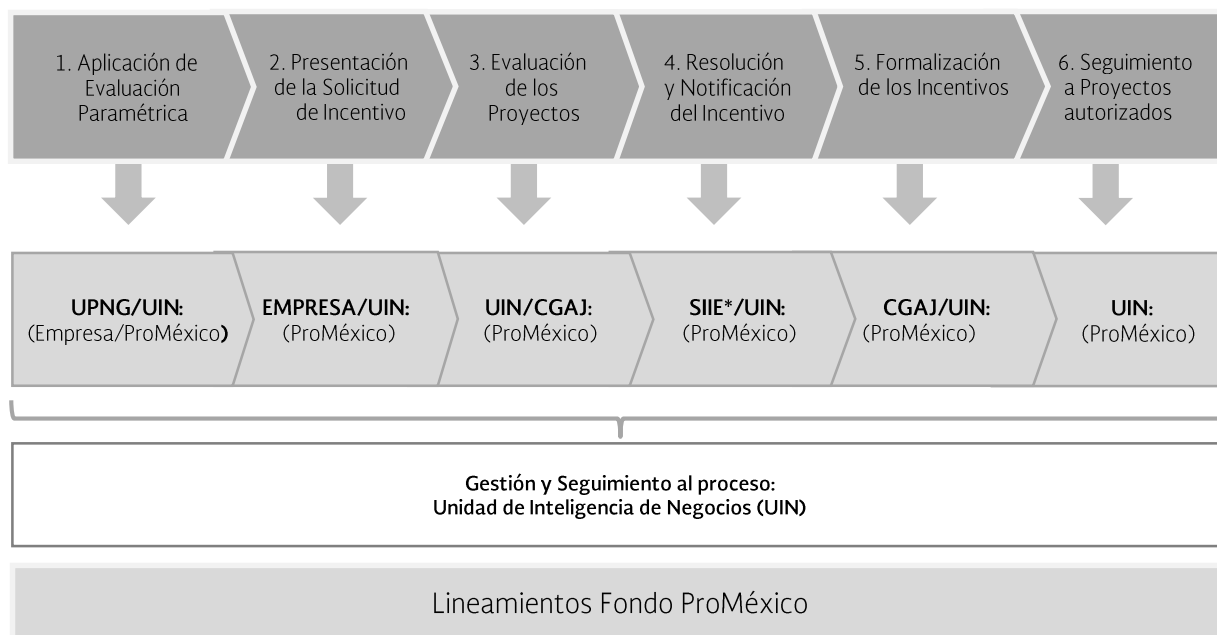 1. Aplicación de
Evaluación
Paramétrica
2. Presentación
de la Solicitud
de Incentivo
3. Evaluación
de los
Proyectos
4. Resolución
y Notificación
del Incentivo
5. Formalización
de los Incentivos
6. Seguimiento
a Proyectos
autorizados
UPNG/UIN:
(Empresa/ProMéxico)
EMPRESA/UIN:
(ProMéxico)
UIN/CGAJ:
(ProMéxico)
SIIE*/UIN:
(ProMéxico)
CGAJ/UIN:
(ProMéxico)
UIN:
(ProMéxico)
Gestión y Seguimiento al proceso:
Unidad de Inteligencia de Negocios (UIN)
Lineamientos Fondo ProMéxico